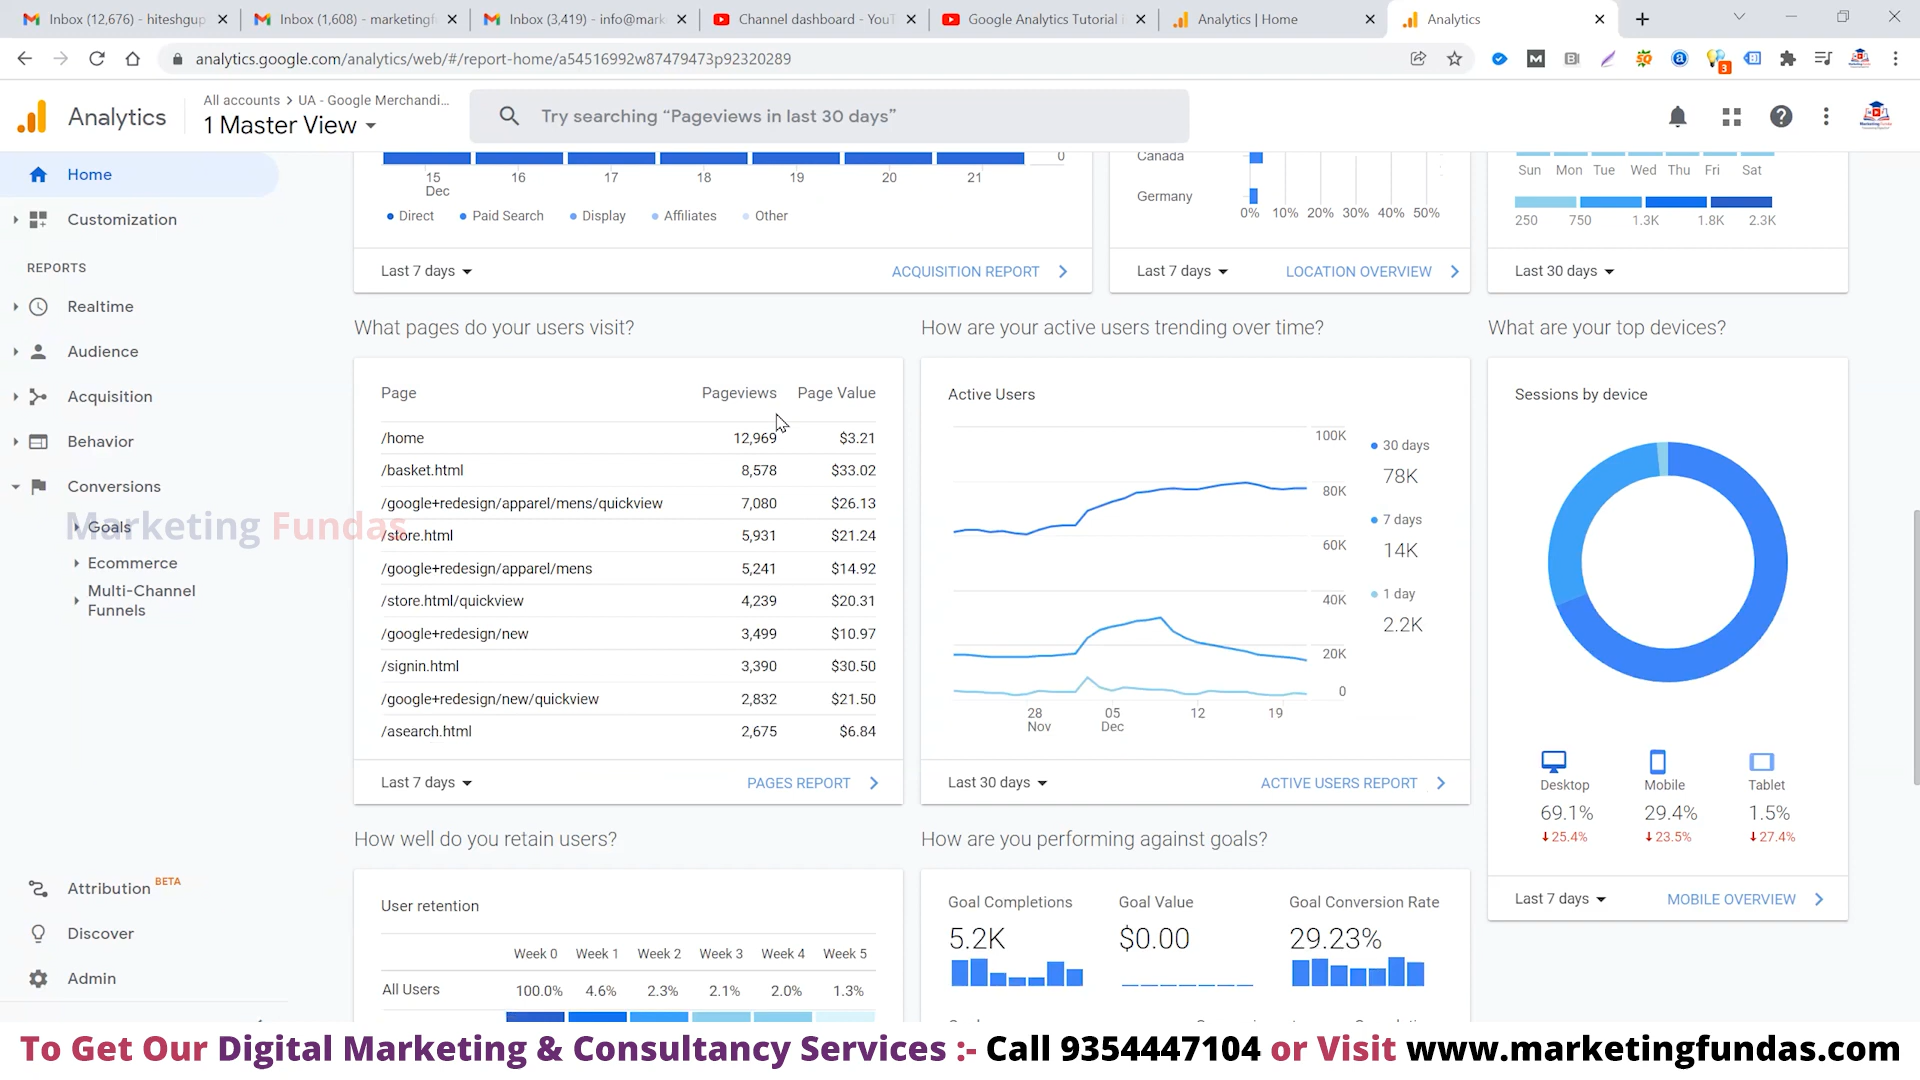 Inbox (12,676) - hiteshgup
Inbox (1,608) - marketingf
Inbox (3,419) - info@mark
Channel dashboard - YouT
Google Analytics Tutorial i
Analytics | Home
Analytics
analytics.google.com/analytics/web/#/report-home/a54516992w87479473p92320289
3
Analytics
All accounts > UA - Google Merchandi...
1 Master View
Try searching “Pageviews in last 30 days”
Home
Customization
REPORTS
Realtime
Audience
Acquisition
Behavior
Conversions
Goals
Ecommerce
Multi-Channel
Funnels
Attribution BETA
Discover
Admin
Marketing Fundas
0
15 16 17 18 19 20 21
Dec
Direct Paid Search Display Affiliates Other
Last 7 days ACQUISITION REPORT
Canada
Germany
0% 10% 20% 30% 40% 50%
Last 7 days LOCATION OVERVIEW
Sun Mon Tue Wed Thu Fri Sat
250 750 1.3K 1.8K 2.3K
Last 30 days
What pages do your users visit?
Page Pageviews Page Value
/home 12,969 $3.21
/basket.html 8,578 $33.02
/google+redesign/apparel/mens/quickview 7,080 $26.13
/store.html 5,931 $21.24
/google+redesign/apparel/mens 5,241 $14.92
/store.html/quickview 4,239 $20.31
/google+redesign/new 3,499 $10.97
/signin.html 3,390 $30.50
/google+redesign/new/quickview 2,832 $21.50
/asearch.html 2,675 $6.84
Last 7 days PAGES REPORT
How are your active users trending over time?
Active Users
100K
80K
60K
40K
20K
0
28 05 12 19
Nov Dec
30 days
78K
7 days
14K
1 day
2.2K
Last 30 days ACTIVE USERS REPORT
What are your top devices?
Sessions by device
Desktop Mobile Tablet
69.1% 29.4% 1.5%
25.4% 23.5% 27.4%
Last 7 days MOBILE OVERVIEW
How well do you retain users?
User retention
Week 0 Week 1 Week 2 Week 3 Week 4 Week 5
All Users 100.0% 4.6% 2.3% 2.1% 2.0% 1.3%
How are you performing against goals?
Goal Completions Goal Value Goal Conversion Rate
5.2K $0.00 29.23%
To Get Our Digital Marketing & Consultancy Services :- Call 9354447104 or Visit www.marketingfundas.com